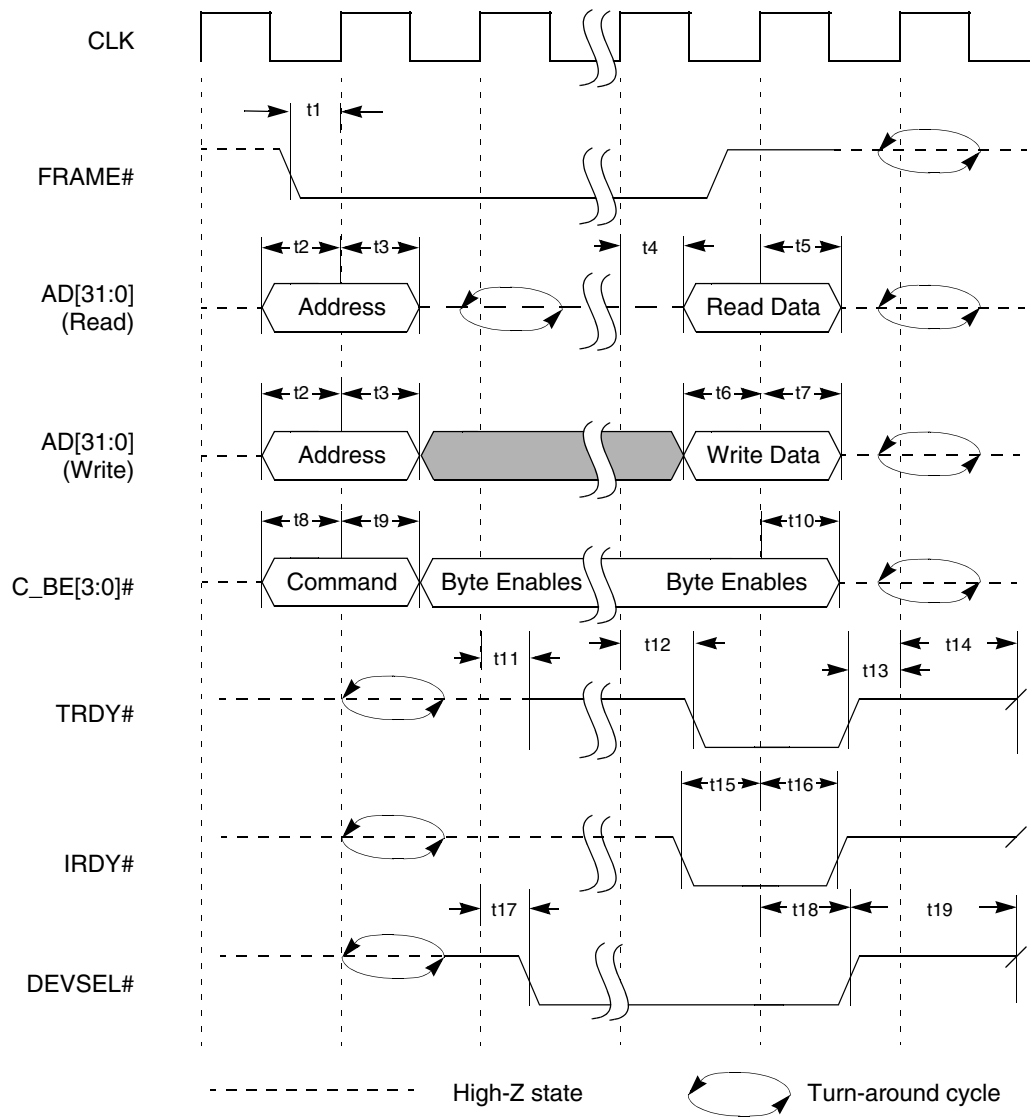 CLK
t1
FRAME#
t2
t3
t4
t5
AD[31:0]
(Read)
Address
Read Data
t2
t3
t6
t7
AD[31:0]
(Write)
Address
Write Data
t8
t9
t10
C_BE[3:0]#
Command
Byte Enables
Byte Enables
t11
t12
t13
t14
TRDY#
t15
t16
IRDY#
t17
t18
t19
DEVSEL#
High-Z state
Turn-around cycle